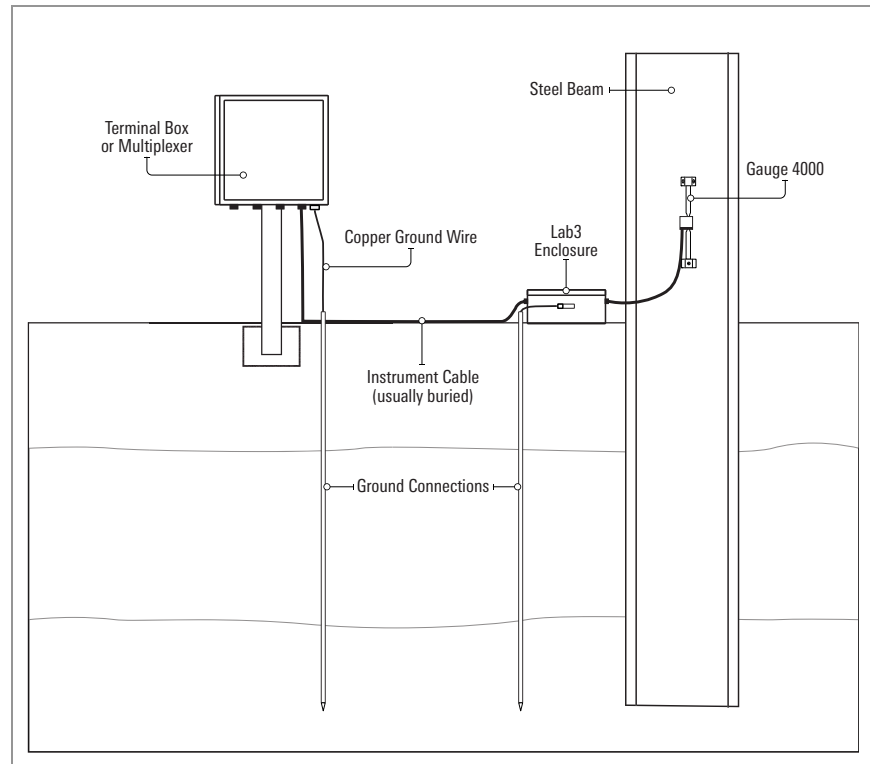 Steel Beam
Terminal Box
or Multiplexer
Gauge 4000
Copper Ground Wire
Lab3
Enclosure
Instrument Cable
(usually buried)
Ground Connections